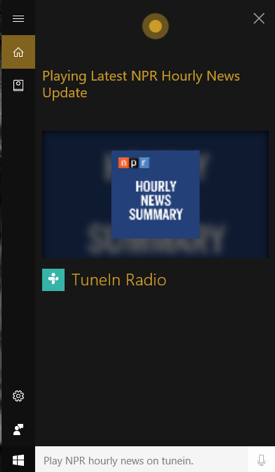 Playing Latest NPR Hourly News
Update
npr
HOURLY
NEWS
SUMMARY
TuneIn Radio
Play NPR hourly news on tunein.